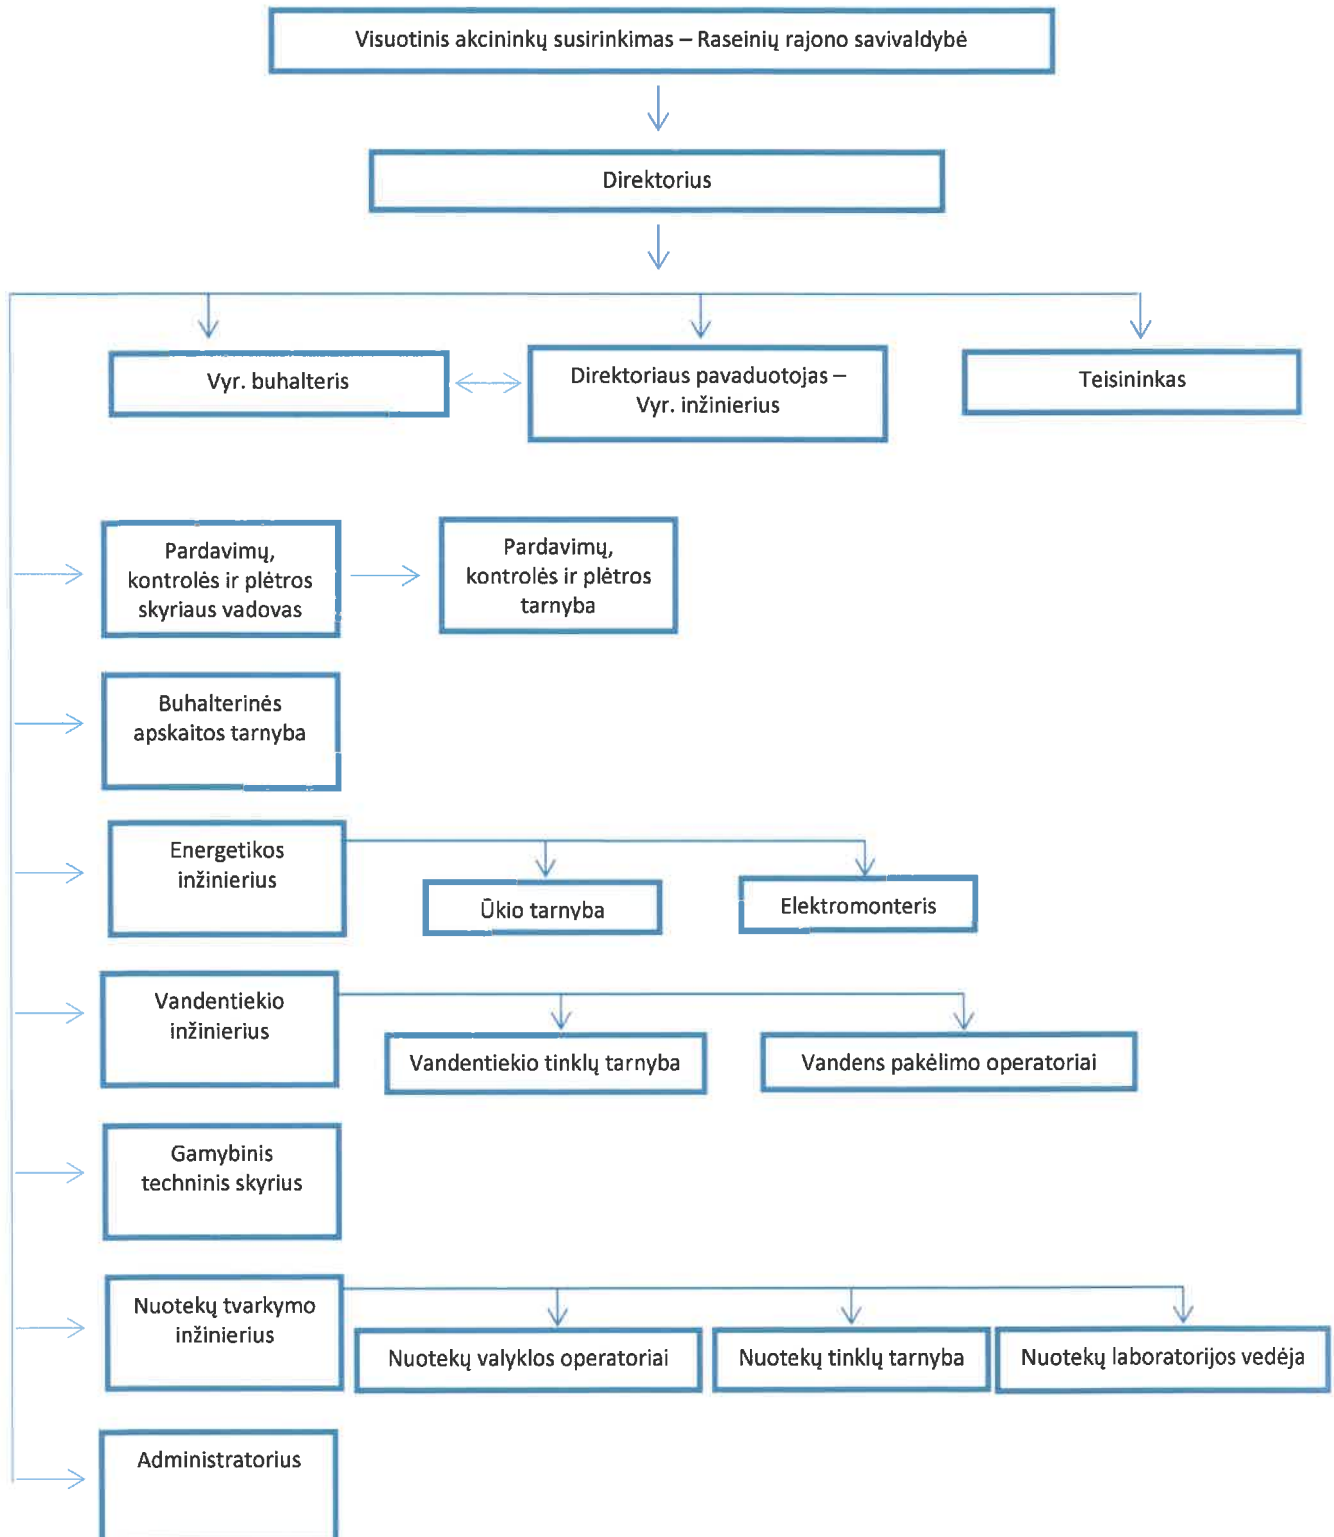 Visuotinis akcininkų susirinkimas – Raseinių rajono savivaldybė
Direktorius
Vyr. buhalteris
Direktoriaus pavaduotojas –
Vyr. inžinierius
Teisininkas
Pardavimų,
kontrolės ir plėtros
skyriaus vadovas
Pardavimų,
kontrolės ir plėtros
tarnyba
Buhalterinės
apskaitos tarnyba
Energetikos
inžinierius
Ūkio tarnyba
Elektromonteris
Vandentiekio
inžinierius
Vandentiekio tinklų tarnyba
Vandens pakėlimo operatoriai
Gamybinis
techninis skyrius
Nuotekų tvarkymo
inžinierius
Nuotekų valyklos operatoriai
Nuotekų tinklų tarnyba
Nuotekų laboratorijos vedėja
Administratorius